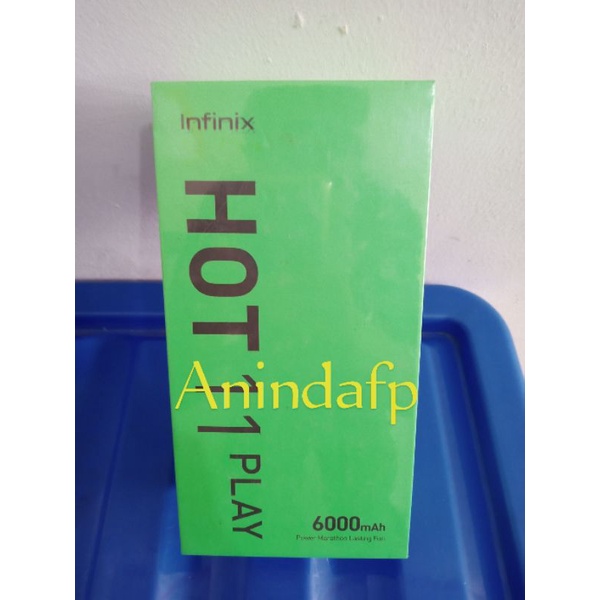 Infinix
HOT 11 PLAY
Anindafp
6000mAh
Power Marathon Lasting Fun